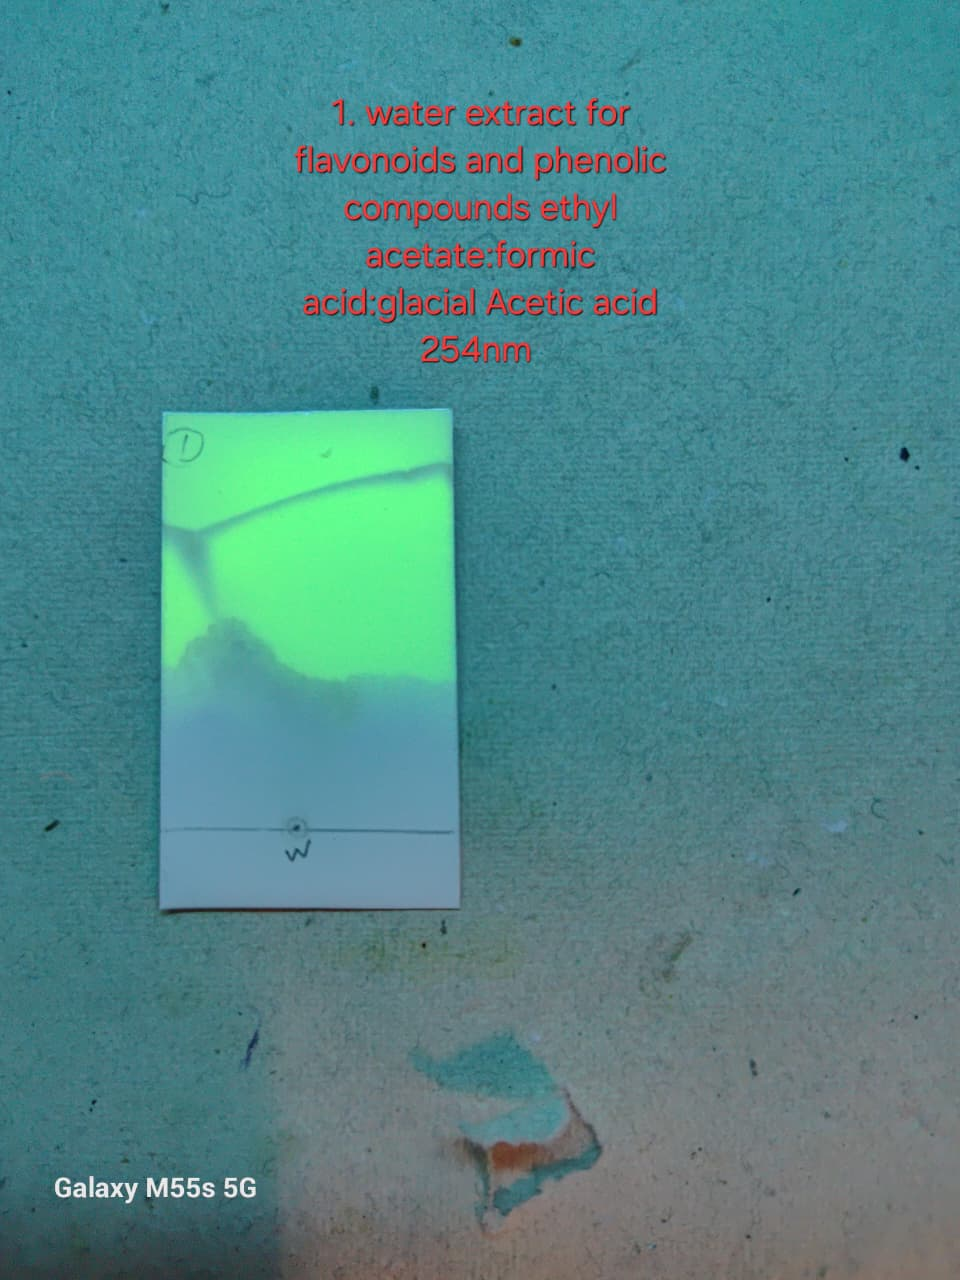 1. water extract for
flavonoids and phenolic
compounds ethyl
acetate:formic
acid:glacial Acetic acid
254nm
1
W
Galaxy M55s 5G